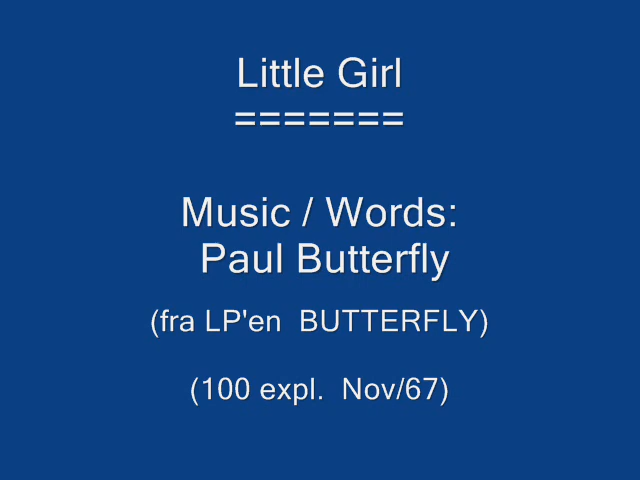 Little Girl
=======
Music / Words:
Paul Butterfly
(fra LP'en  BUTTERFLY)
(100 expl.  Nov/67)